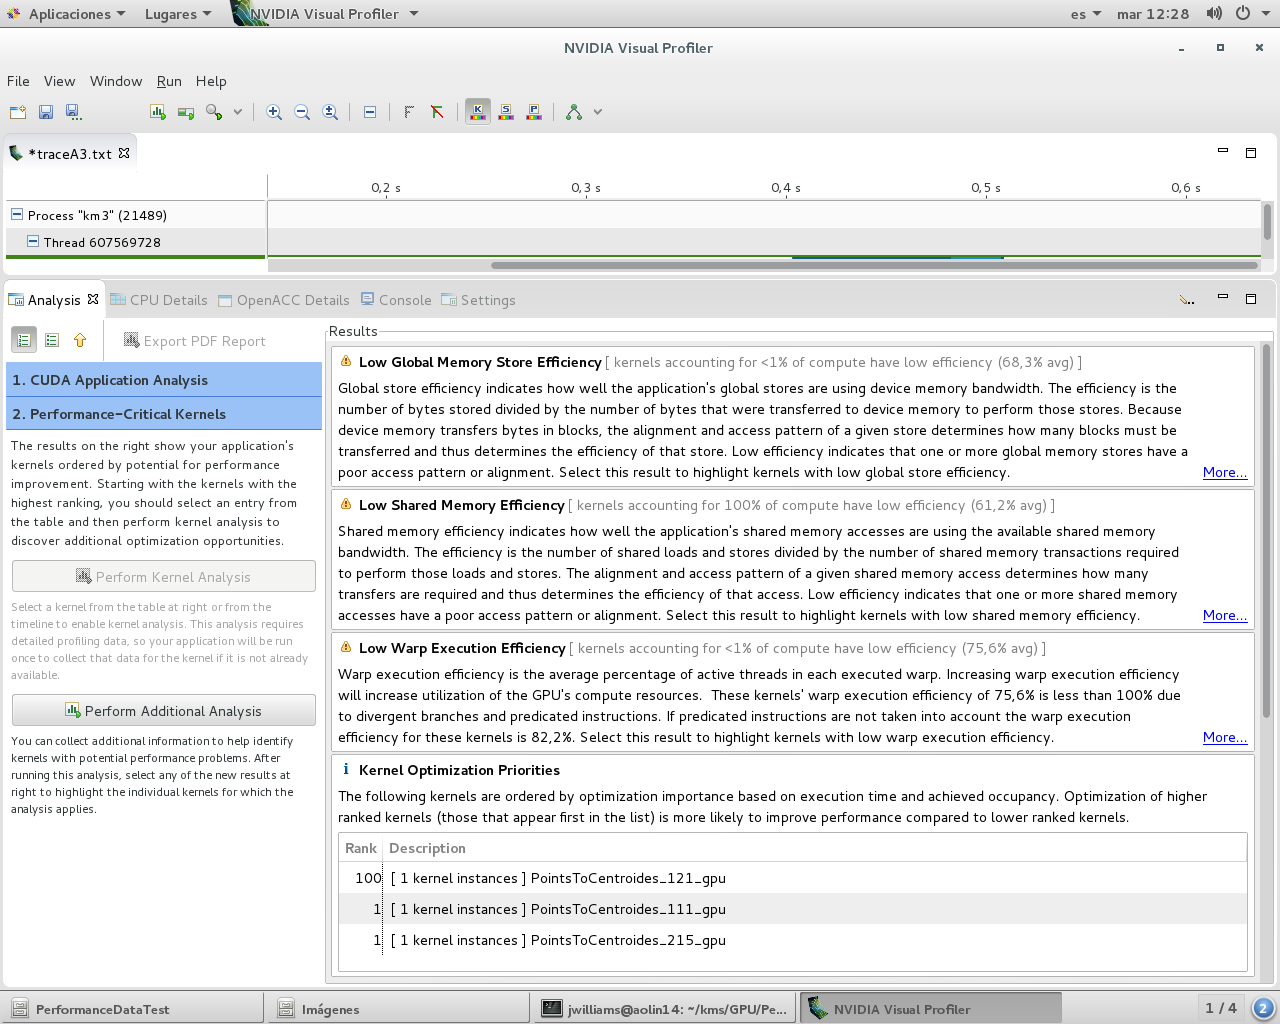 Aplicaciones Lugares NVIDIA Visual Profiler es mar 12:28
NVIDIA Visual Profiler
File View Window Run Help
K S P
*traceA3.txt
0,2 s 0,3 s 0,4 s 0,5 s 0,6 s
Process "km3" (21489)
Thread 607569728
Analysis CPU Details OpenACC Details Console Settings
Export PDF Report
1. CUDA Application Analysis
2. Performance-Critical Kernels
The results on the right show your application's
kernels ordered by potential for performance
improvement. Starting with the kernels with the
highest ranking, you should select an entry from
the table and then perform kernel analysis to
discover additional optimization opportunities.
Perform Kernel Analysis
Select a kernel from the table at right or from the
timeline to enable kernel analysis. This analysis requires
detailed profiling data, so your application will be run
once to collect that data for the kernel if it is not already
available.
Perform Additional Analysis
You can collect additional information to help identify
kernels with potential performance problems. After
running this analysis, select any of the new results at
right to highlight the individual kernels for which the
analysis applies.
Results
Low Global Memory Store Efficiency [ kernels accounting for <1% of compute have low efficiency (68,3% avg) ]
Global store efficiency indicates how well the application's global stores are using device memory bandwidth. The efficiency is the
number of bytes stored divided by the number of bytes that were transferred to device memory to perform those stores. Because
device memory transfers bytes in blocks, the alignment and access pattern of a given store determines how many blocks must be
transferred and thus determines the efficiency of that store. Low efficiency indicates that one or more global memory stores have a
poor access pattern or alignment. Select this result to highlight kernels with low global store efficiency. More...
Low Shared Memory Efficiency [ kernels accounting for 100% of compute have low efficiency (61,2% avg) ]
Shared memory efficiency indicates how well the application's shared memory accesses are using the available shared memory
bandwidth. The efficiency is the number of shared loads and stores divided by the number of shared memory transactions required
to perform those loads and stores. The alignment and access pattern of a given shared memory access determines how many
transfers are required and thus determines the efficiency of that access. Low efficiency indicates that one or more shared memory
accesses have a poor access pattern or alignment. Select this result to highlight kernels with low shared memory efficiency. More...
Low Warp Execution Efficiency [ kernels accounting for <1% of compute have low efficiency (75,6% avg) ]
Warp execution efficiency is the average percentage of active threads in each executed warp. Increasing warp execution efficiency
will increase utilization of the GPU's compute resources. These kernels' warp execution efficiency of 75,6% is less than 100% due
to divergent branches and predicated instructions. If predicated instructions are not taken into account the warp execution
efficiency for these kernels is 82,2%. Select this result to highlight kernels with low warp execution efficiency. More...
Kernel Optimization Priorities
The following kernels are ordered by optimization importance based on execution time and achieved occupancy. Optimization of higher
ranked kernels (those that appear first in the list) is more likely to improve performance compared to lower ranked kernels.
Rank Description
100 [ 1 kernel instances ] PointsToCentroides_121_gpu
1 [ 1 kernel instances ] PointsToCentroides_111_gpu
1 [ 1 kernel instances ] PointsToCentroides_215_gpu
PerformanceDataTest Imágenes jwilliams@aolin14: ~/kms/GPU/Pe... NVIDIA Visual Profiler 1 / 4 2